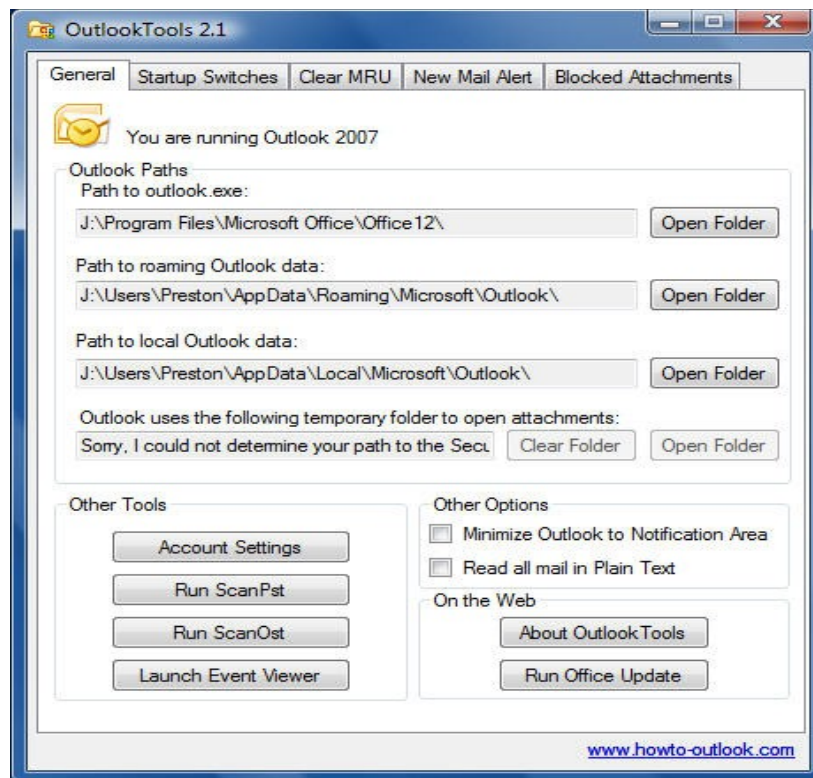 OutlookTools 2.1
General Startup Switches Clear MRU New Mail Alert Blocked Attachments
You are running Outlook 2007
Outlook Paths
Path to outlook.exe:
J:\Program Files\Microsoft Office\Office12\ Open Folder
Path to roaming Outlook data:
J:\Users\Preston\AppData\Roaming\Microsoft\Outlook\ Open Folder
Path to local Outlook data:
J:\Users\Preston\AppData\Local\Microsoft\Outlook\ Open Folder
Outlook uses the following temporary folder to open attachments:
Sorry, I could not determine your path to the Secu Clear Folder Open Folder
Other Tools
Account Settings
Run ScanPst
Run ScanOst
Launch Event Viewer
Other Options
Minimize Outlook to Notification Area
Read all mail in Plain Text
On the Web
About OutlookTools
Run Office Update
www.howto-outlook.com